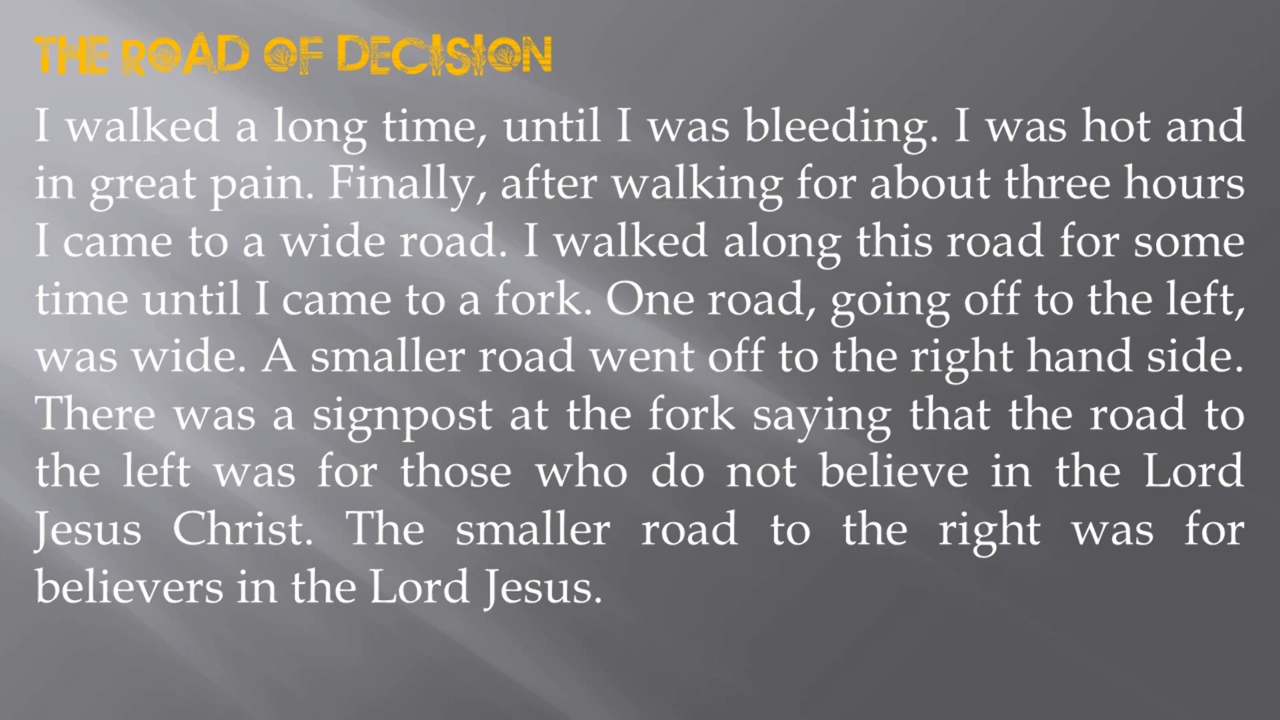 THE ROAD OF DECISION
I walked a long time, until I was bleeding. I was hot and
in great pain. Finally, after walking for about three hours
I came to a wide road. I walked along this road for some
time until I came to a fork. One road, going off to the left,
was wide. A smaller road went off to the right hand side.
There was a signpost at the fork saying that the road to
the left was for those who do not believe in the Lord
Jesus Christ. The smaller road to the right was for
believers in the Lord Jesus.